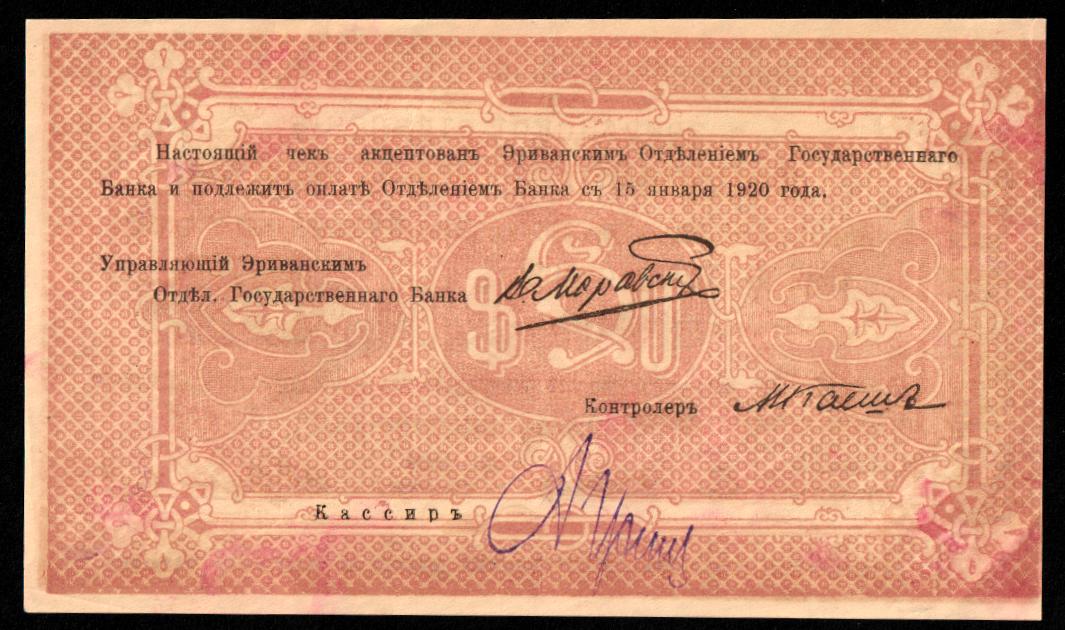 Настоящій чекъ акцептованъ Эриванскимъ Отдѣленіемъ Государственнаго
Банка и подлежитъ оплатѣ Отдѣленіемъ Банка съ 15 января 1920 года.
Управляющій Эриванскимъ
Отдѣл. Государственнаго Банка
Контролеръ
Кассиръ